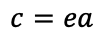 c = ea